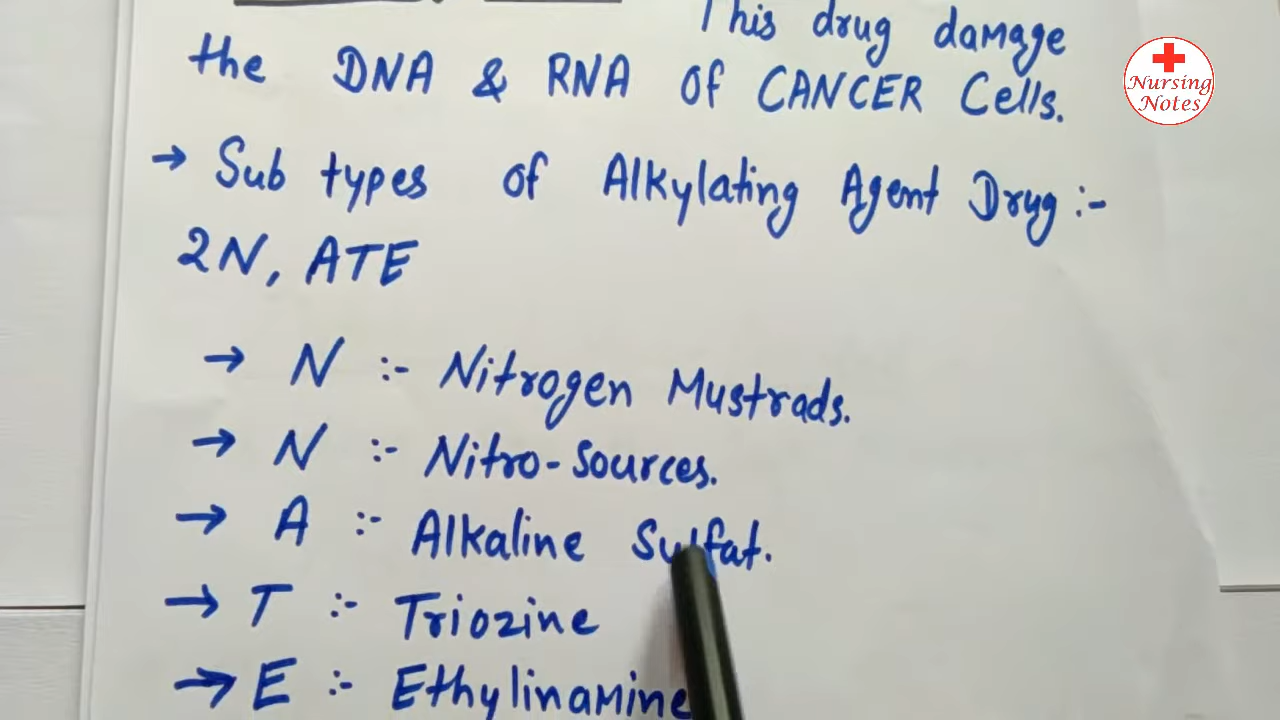 This drug damage
the DNA & RNA Of CANCER Cells.
→ Sub types of Alkylating Agent Drug :-
2N, ATE
→ N :- Nitrogen Mustrads.
→ N :- Nitro-Sources.
→ A :- Alkaline Sulfat.
→ T :- Triozine
→ E :- Ethylinamine
Nursing
Notes